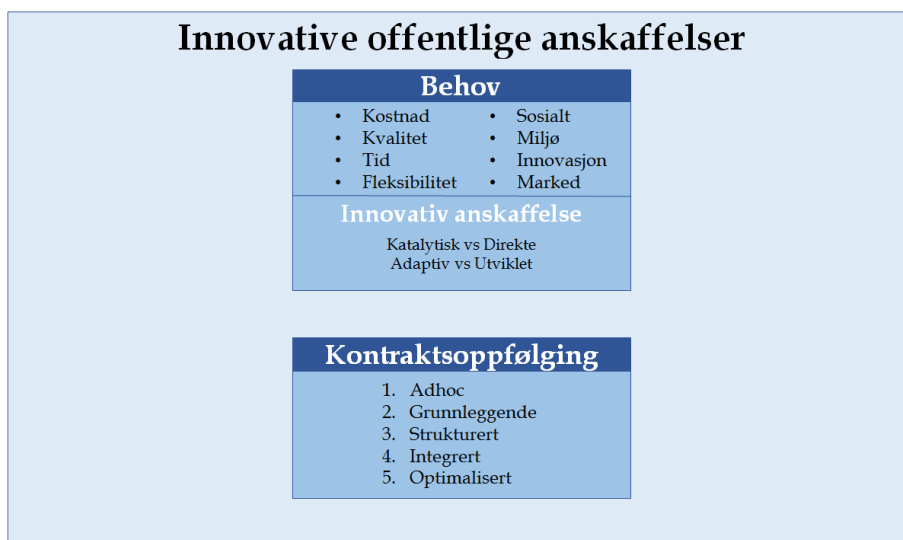 Innovative offentlige anskaffelser
Behov
• Kostnad
• Kvalitet
• Tid
• Fleksibilitet
• Sosialt
• Miljø
• Innovasjon
• Marked
Innovativ anskaffelse
Katalytisk vs Direkte
Adaptiv vs Utviklet
Kontraktsoppfølging
1. Adhoc
2. Grunnleggende
3. Strukturert
4. Integrert
5. Optimalisert